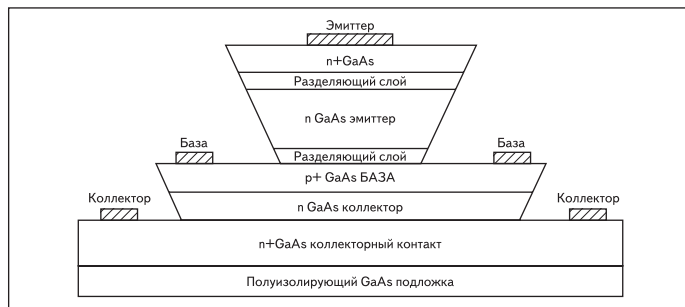 Эмиттер
n+GaAs
Разделяющий слой
n GaAs эмиттер
База
База
Разделяющий слой
p+ GaAs БАЗА
Коллектор
Коллектор
n GaAs коллектор
n+GaAs коллекторный контакт
Полуизолирующий GaAs подложка